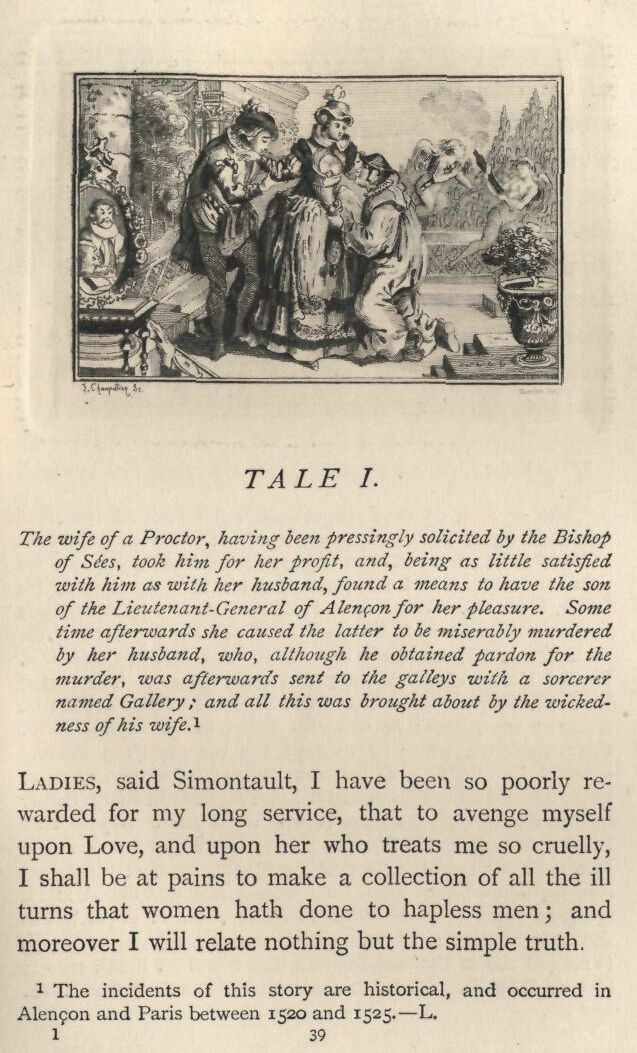 S. Champollion Sc.
TALE I.
The wife of a Proctor, having been pressingly solicited by the Bishop
of Sées, took him for her profit, and, being as little satisfied
with him as with her husband, found a means to have the son
of the Lieutenant-General of Alençon for her pleasure. Some
time afterwards she caused the latter to be miserably murdered
by her husband, who, although he obtained pardon for the
murder, was afterwards sent to the galleys with a sorcerer
named Gallery; and all this was brought about by the wicked-
ness of his wife.1
LADIES, said Simontault, I have been so poorly re-
warded for my long service, that to avenge myself
upon Love, and upon her who treats me so cruelly,
I shall be at pains to make a collection of all the ill
turns that women hath done to hapless men; and
moreover I will relate nothing but the simple truth.
1 The incidents of this story are historical, and occurred in
Alençon and Paris between 1520 and 1525.—L.
1 39